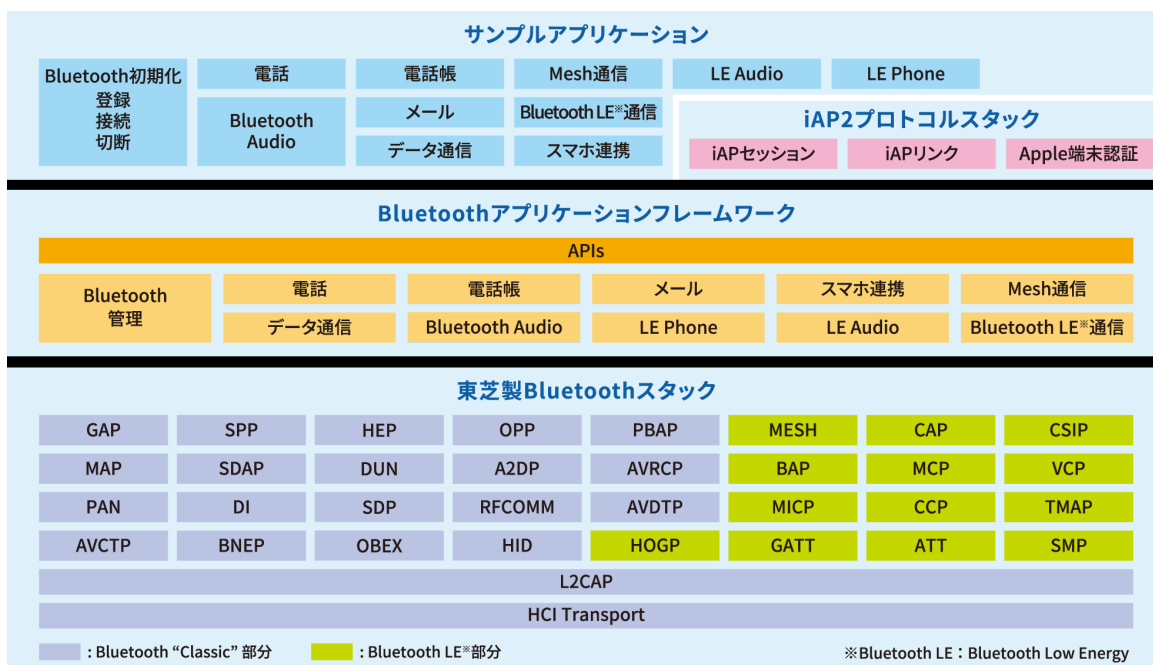 サンプルアプリケーション
Bluetooth初期化
登録
接続
切断
電話
Bluetooth
Audio
電話帳
メール
データ通信
Mesh通信
Bluetooth LE※通信
スマホ連携
LE Audio
LE Phone
iAP2プロトコルスタック
iAPセッション
iAPリンク
Apple端末認証
Bluetoothアプリケーションフレームワーク
APIs
Bluetooth
管理
電話
電話帳
メール
スマホ連携
Mesh通信
データ通信
Bluetooth Audio
LE Phone
LE Audio
Bluetooth LE※通信
東芝製Bluetoothスタック
GAP SPP HEP OPP PBAP MESH CAP CSIP
MAP SDAP DUN A2DP AVRCP BAP MCP VCP
PAN DI SDP RFCOMM AVDTP MICP CCP TMAP
AVCTP BNEP OBEX HID HOGP GATT ATT SMP
L2CAP
HCI Transport
: Bluetooth “Classic” 部分 : Bluetooth LE※部分 ※Bluetooth LE：Bluetooth Low Energy